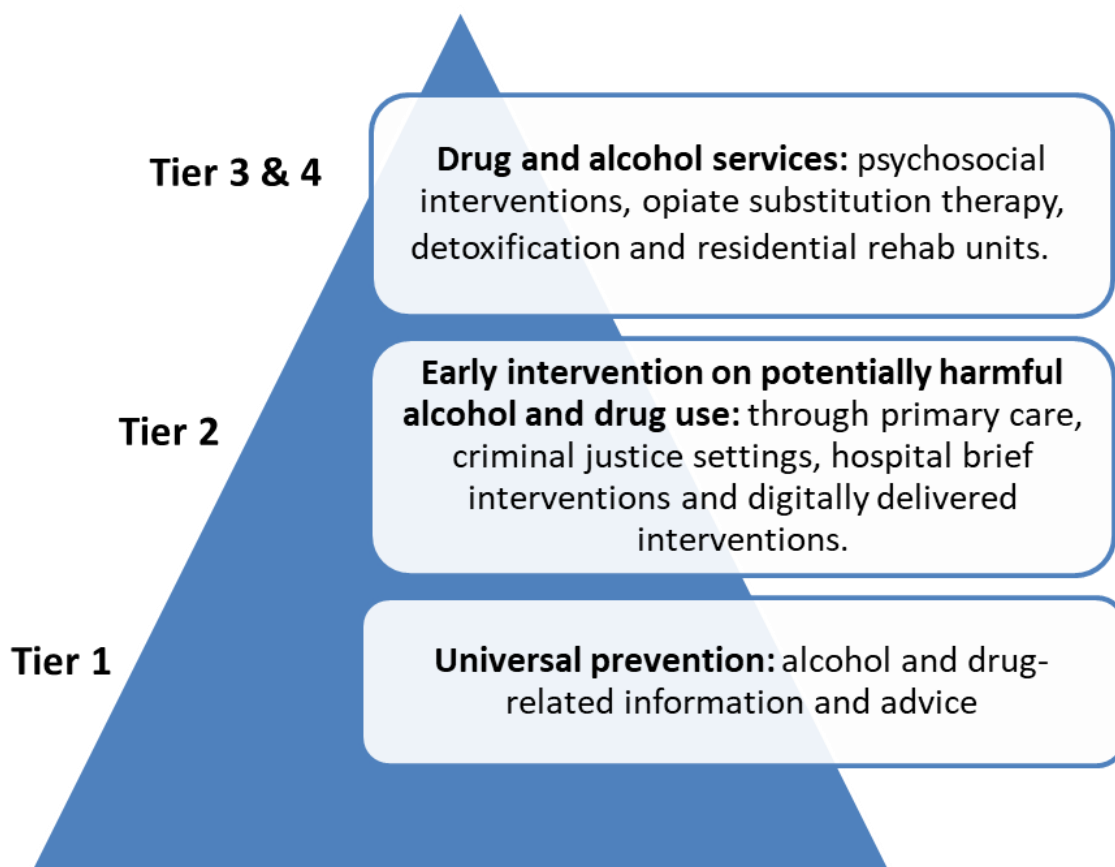 Tier 3 & 4
Drug and alcohol services: psychosocial
interventions, opiate substitution therapy,
detoxification and residential rehab units.
Tier 2
Early intervention on potentially harmful
alcohol and drug use: through primary care,
criminal justice settings, hospital brief
interventions and digitally delivered
interventions.
Tier 1
Universal prevention: alcohol and drug-
related information and advice